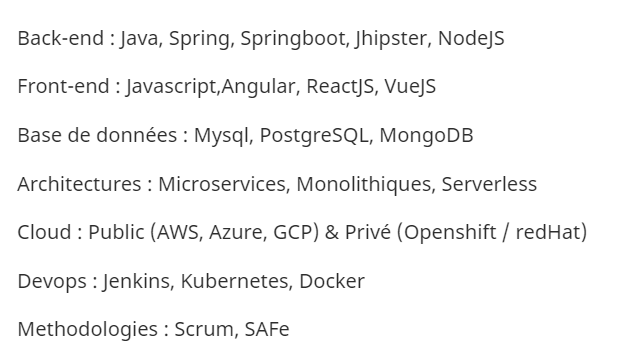 Back-end : Java, Spring, Springboot, Jhipster, NodeJS
Front-end : Javascript,Angular, ReactJS, VueJS
Base de données : Mysql, PostgreSQL, MongoDB
Architectures : Microservices, Monolithiques, Serverless
Cloud : Public (AWS, Azure, GCP) & Privé (Openshift / redHat)
Devops : Jenkins, Kubernetes, Docker
Methodologies : Scrum, SAFe